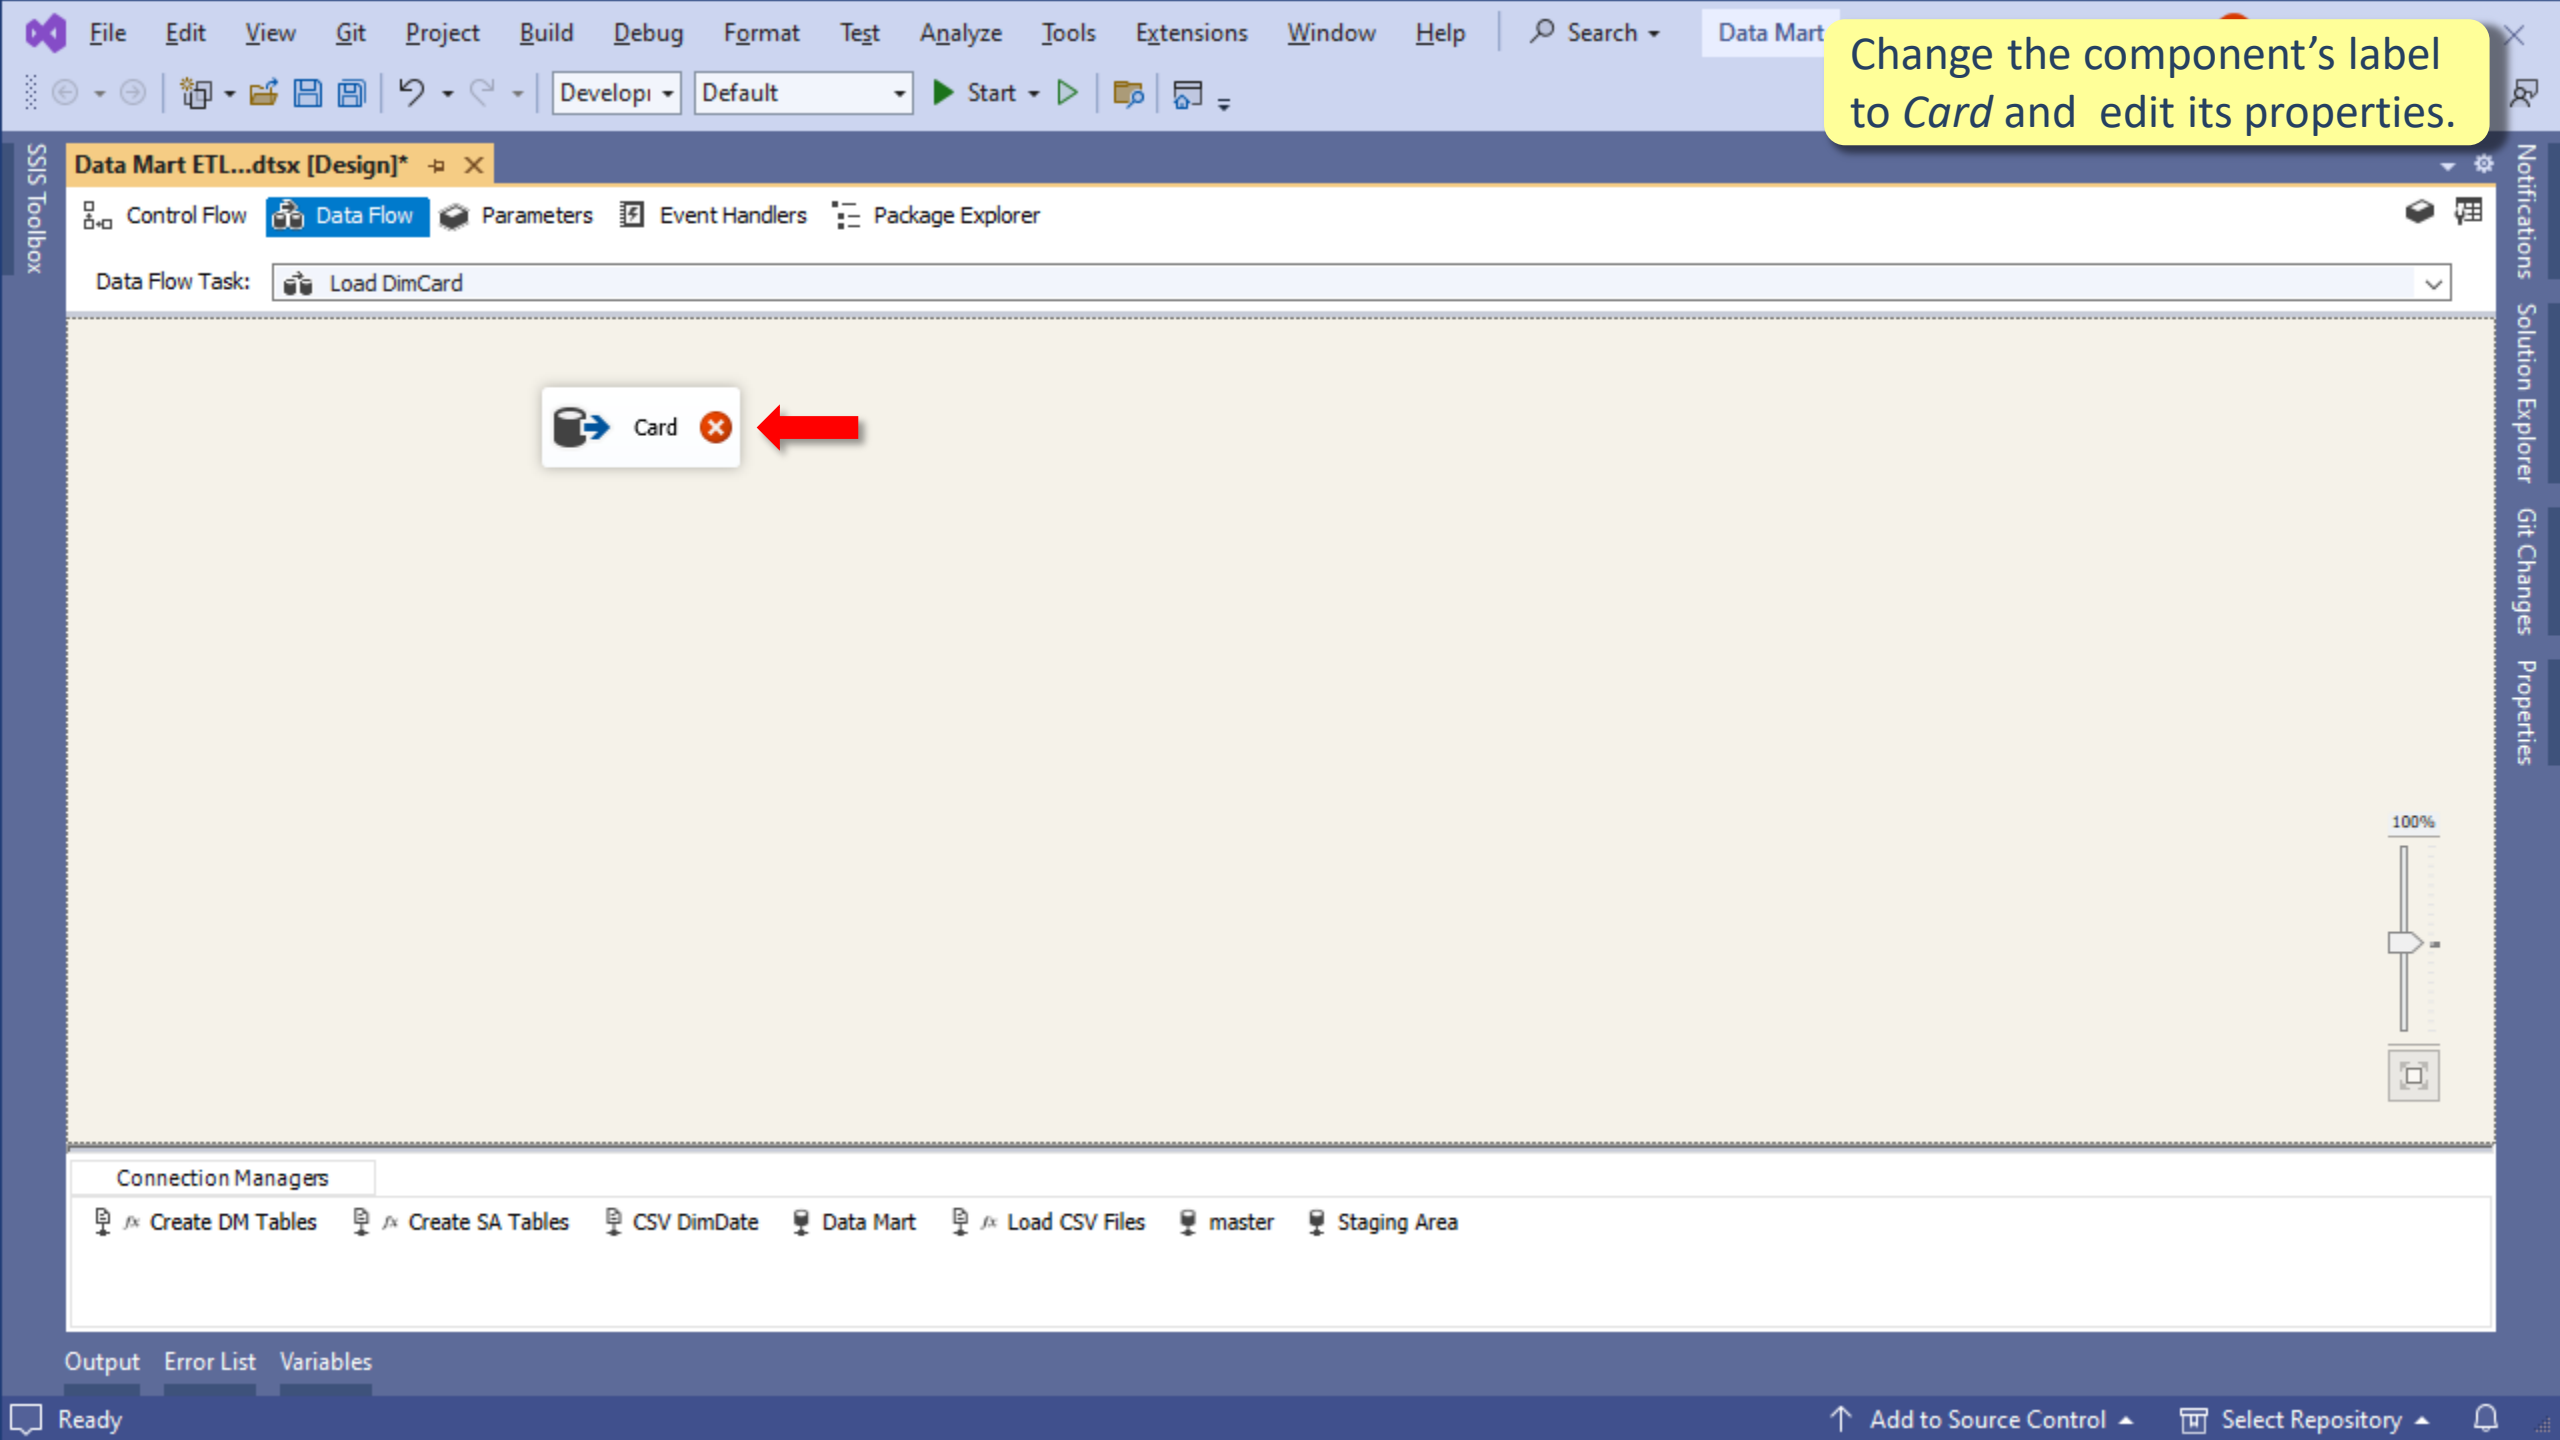 File Edit View Git Project Build Debug Format Test Analyze Tools Extensions Window Help Search Data Mart
Change the component’s label
to Card and edit its properties.
Default Start
Data Mart ETL...dtsx [Design]*
Control Flow Data Flow Parameters Event Handlers Package Explorer
Data Flow Task: Load DimCard
Card
100%
Connection Managers
fx Create DM Tables fx Create SA Tables CSV DimDate Data Mart fx Load CSV Files master Staging Area
Output Error List Variables
Ready Add to Source Control Select Repository
SSIS Toolbox
Notifications
Solution Explorer
Git Changes
Properties